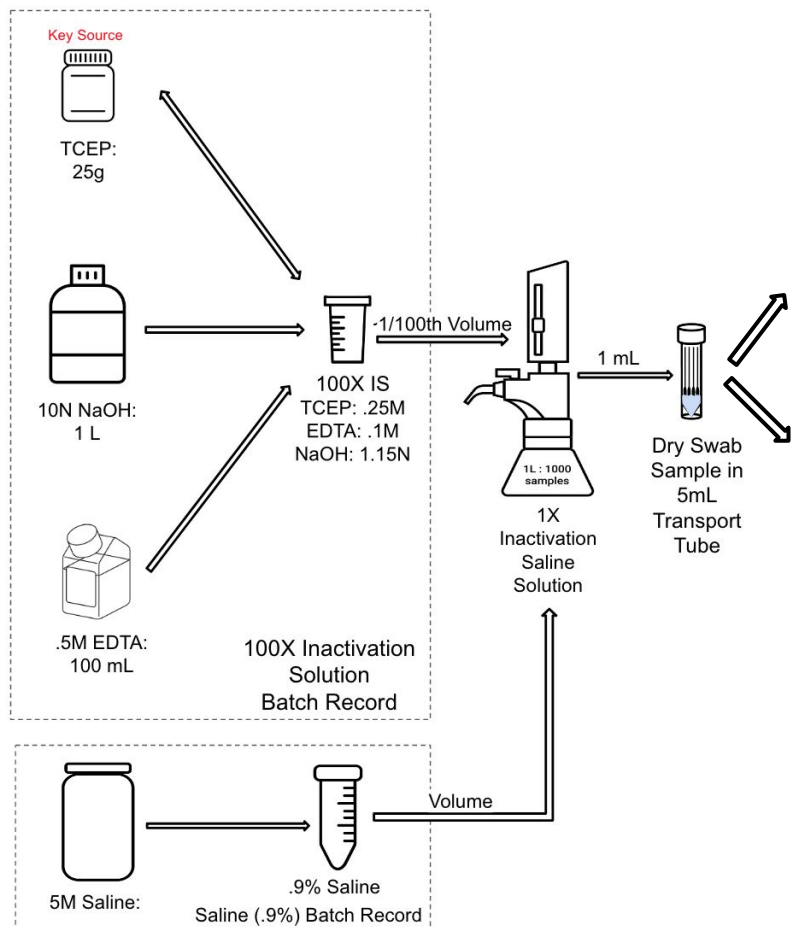 Key Source
TCEP:
25g
10N NaOH:
1 L
.5M EDTA:
100 mL
100X IS
TCEP: .25M
EDTA: .1M
NaOH: 1.15N
100X Inactivation
Solution
Batch Record
-1/100th Volume
1L : 1000
samples
1X
Inactivation
Saline
Solution
1 mL
Dry Swab
Sample in
5mL
Transport
Tube
5M Saline:
.9% Saline
Saline (.9%) Batch Record
Volume